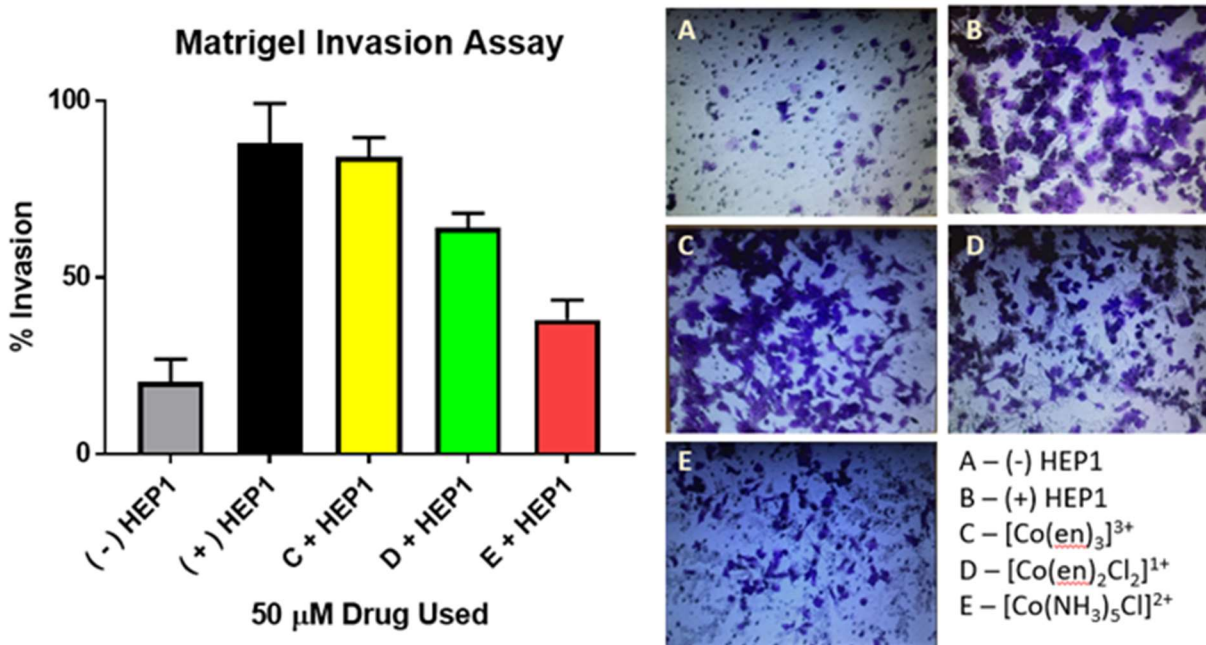 Matrigel Invasion Assay
100
50
0
% Invasion
(-) HEP1
(+) HEP1
C + HEP1
D + HEP1
E + HEP1
50 μM Drug Used
A
B
C
D
E
A – (-) HEP1
B – (+) HEP1
C – [Co(en)₃]³⁺
D – [Co(en)₂Cl₂]¹⁺
E – [Co(NH₃)₅Cl]²⁺